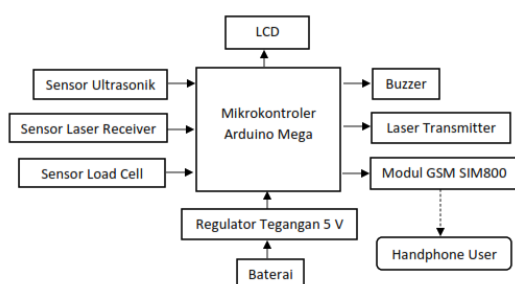 LCD
Sensor Ultrasonik
Buzzer
Mikrokontroler
Arduino Mega
Sensor Laser Receiver
Laser Transmitter
Sensor Load Cell
Modul GSM SIM800
Regulator Tegangan 5 V
Handphone User
Baterai